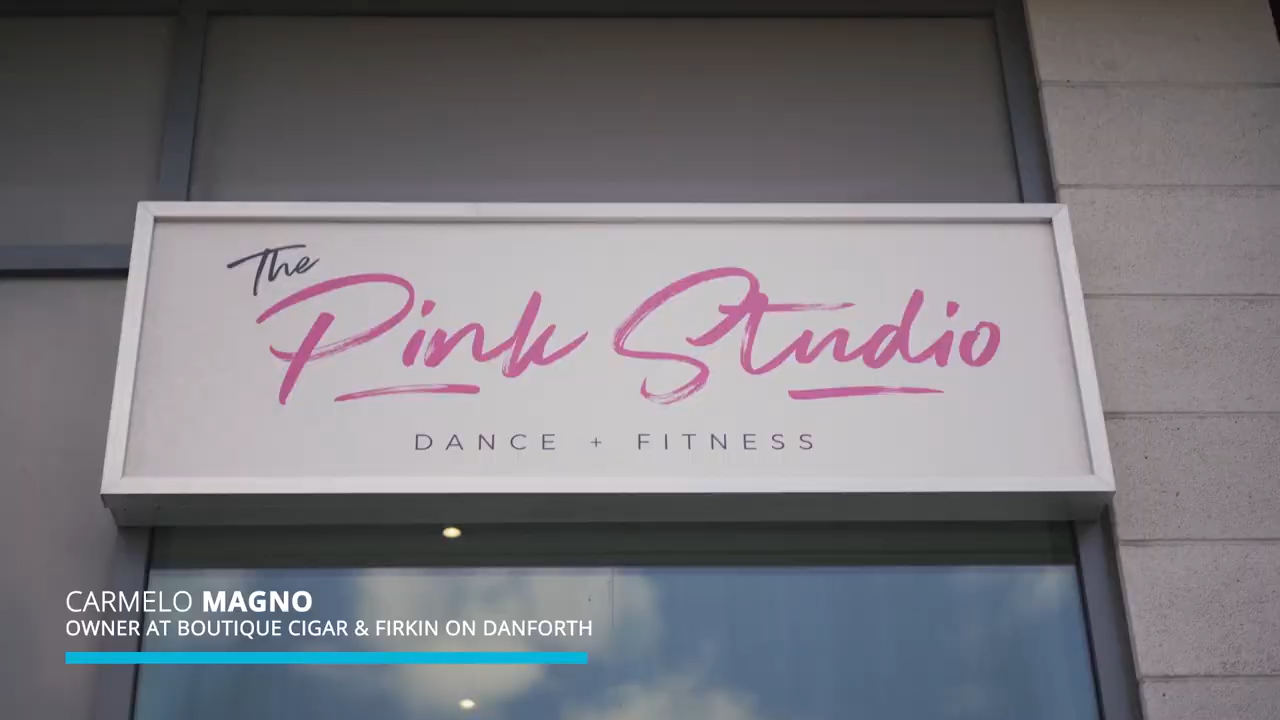 The
Pink Studio
DANCE + FITNESS
CARMELO MAGNO
OWNER AT BOUTIQUE CIGAR & FIRKIN ON DANFORTH